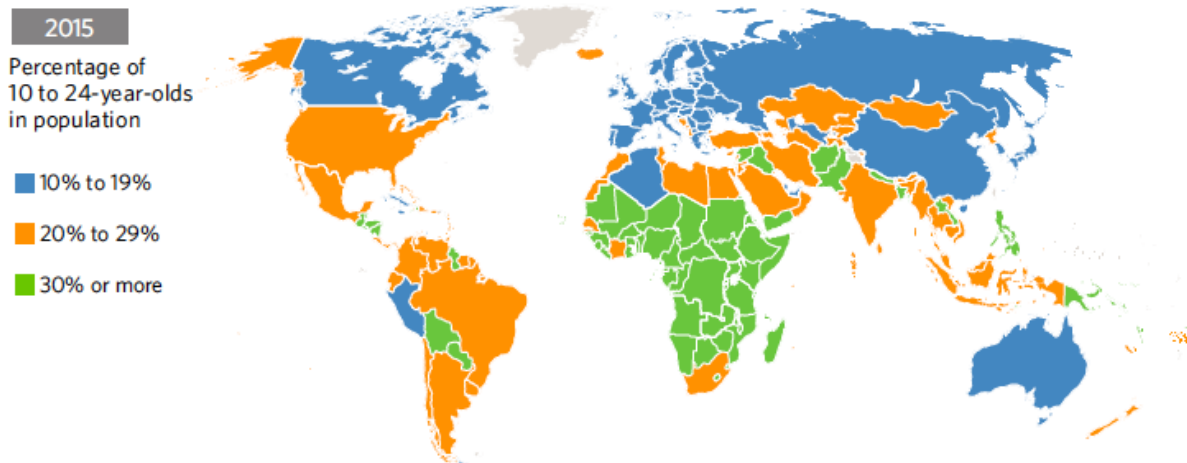 2015
Percentage of
10 to 24-year-olds
in population
10% to 19%
20% to 29%
30% or more